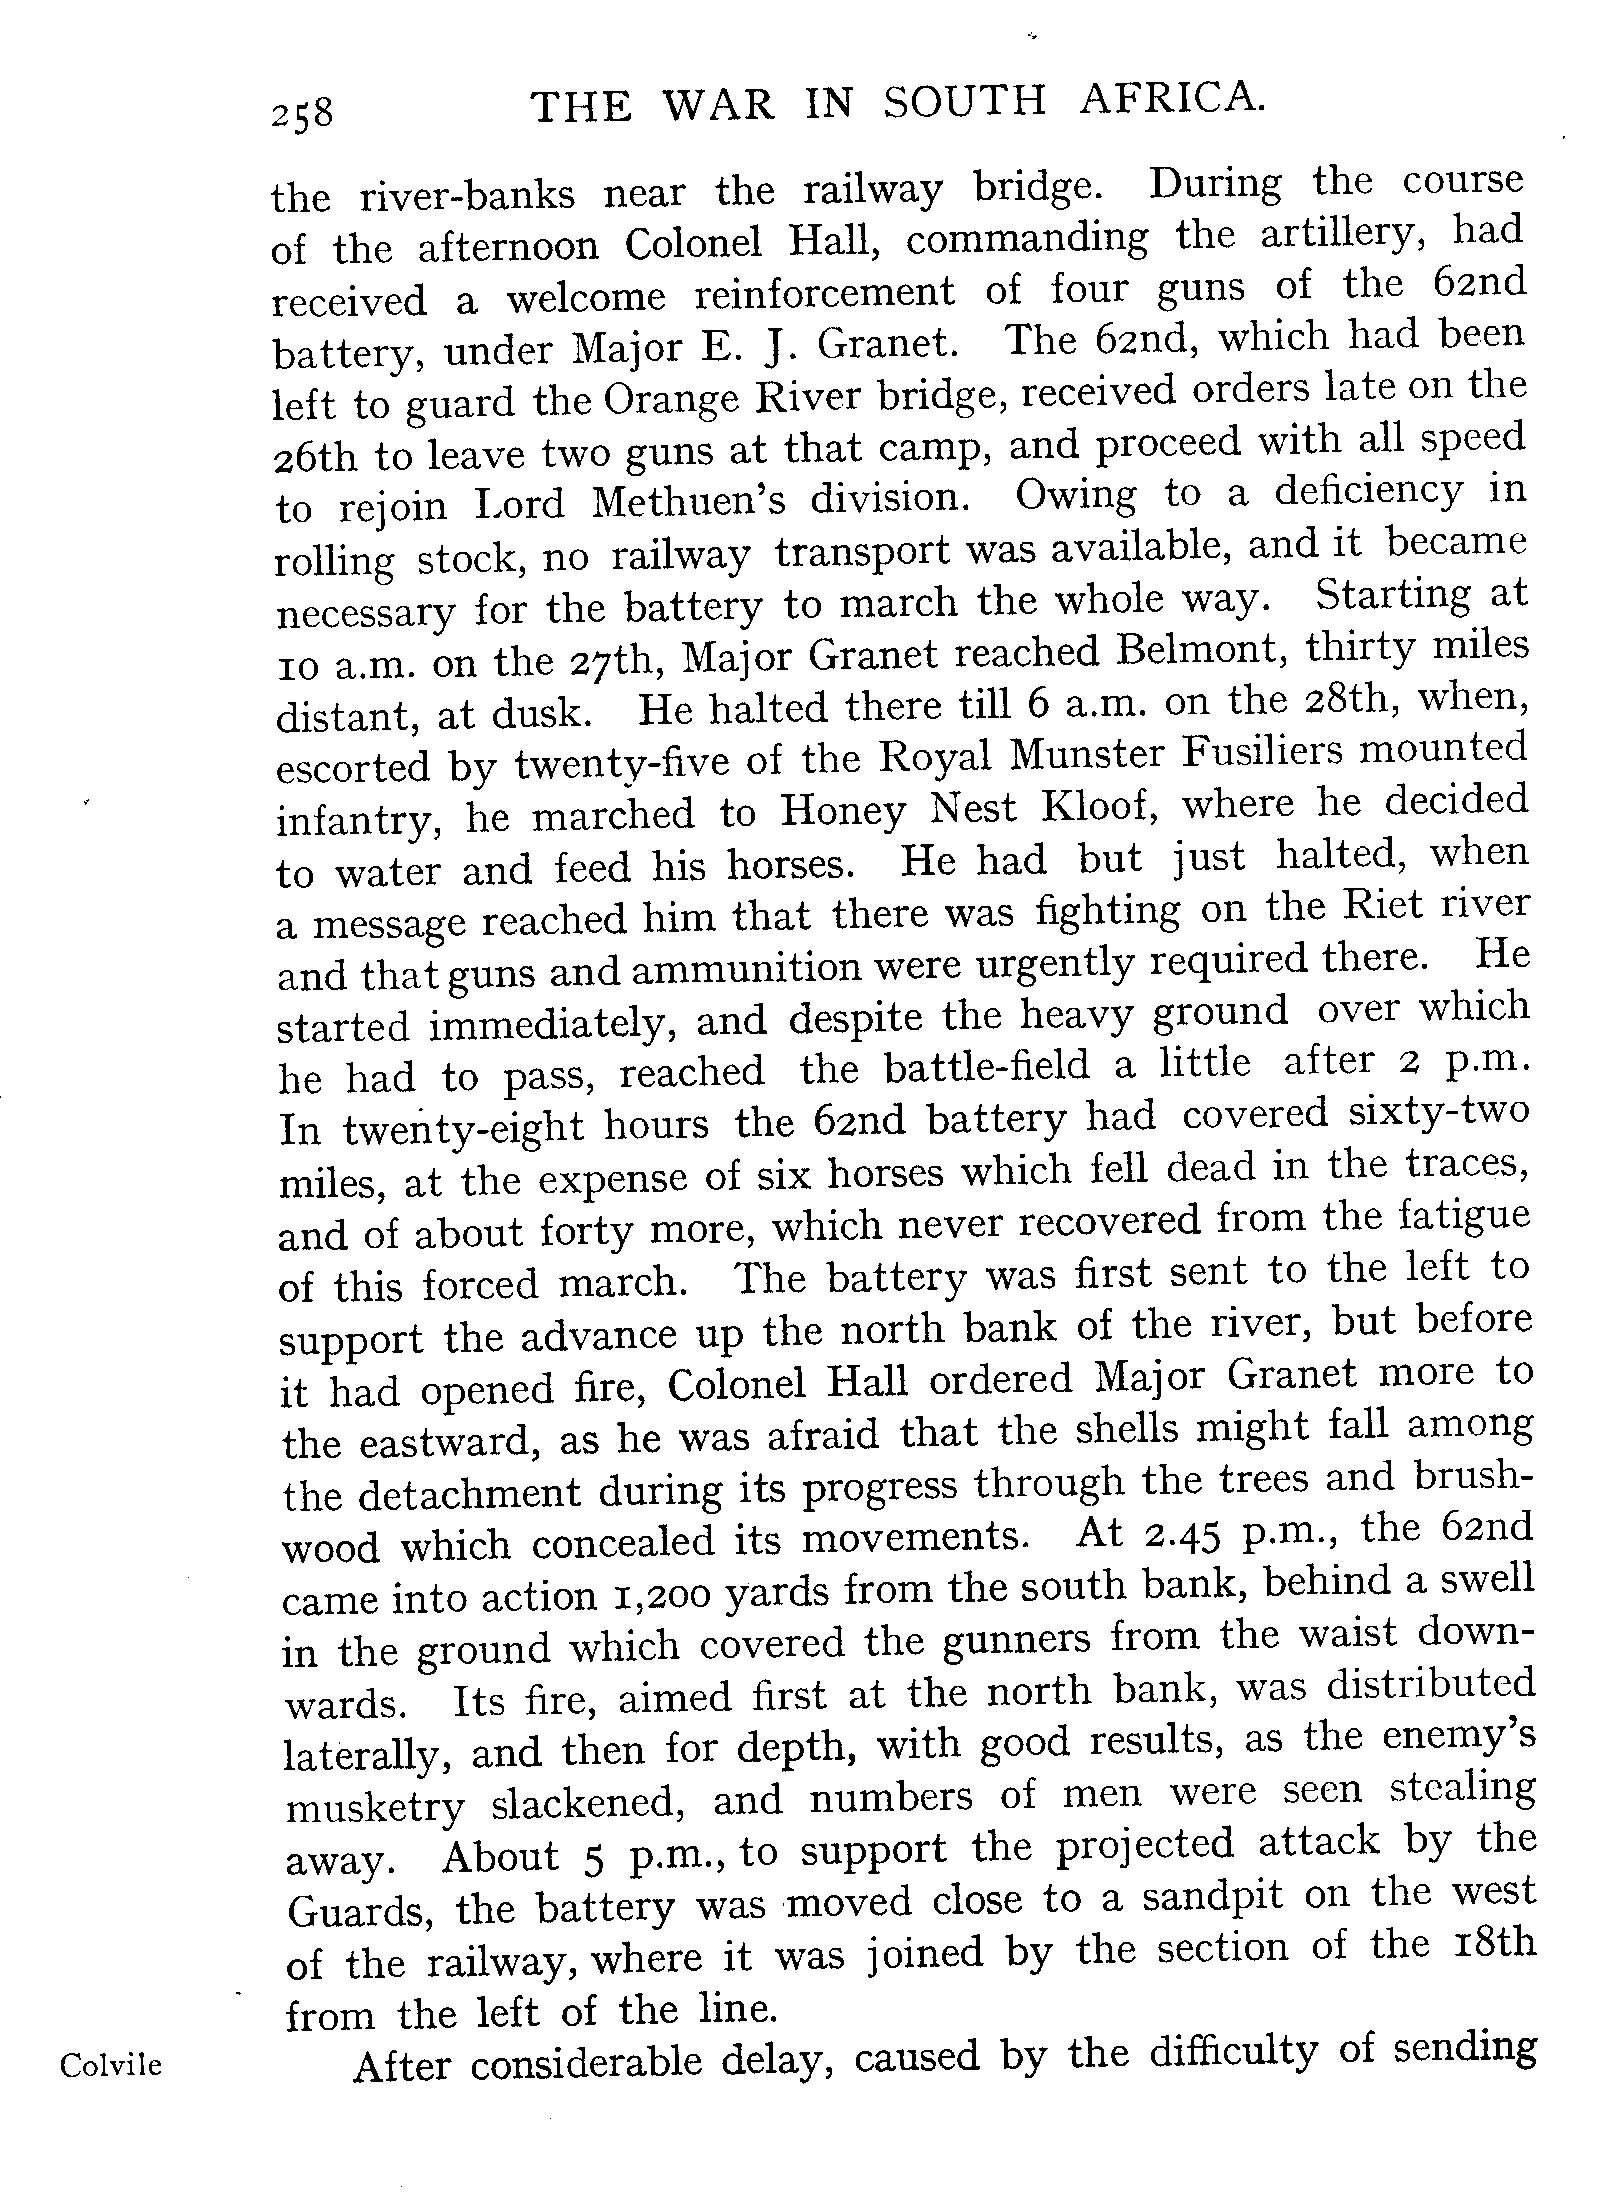 258 THE WAR IN SOUTH AFRICA.
the river-banks near the railway bridge. During the course
of the afternoon Colonel Hall, commanding the artillery, had
received a welcome reinforcement of four guns of the 62nd
battery, under Major E. J. Granet. The 62nd, which had been
left to guard the Orange River bridge, received orders late on the
26th to leave two guns at that camp, and proceed with all speed
to rejoin Lord Methuen's division. Owing to a deficiency in
rolling stock, no railway transport was available, and it became
necessary for the battery to march the whole way. Starting at
10 a.m. on the 27th, Major Granet reached Belmont, thirty miles
distant, at dusk. He halted there till 6 a.m. on the 28th, when,
escorted by twenty-five of the Royal Munster Fusiliers mounted
infantry, he marched to Honey Nest Kloof, where he decided
to water and feed his horses. He had but just halted, when
a message reached him that there was fighting on the Riet river
and that guns and ammunition were urgently required there. He
started immediately, and despite the heavy ground over which
he had to pass, reached the battle-field a little after 2 p.m.
In twenty-eight hours the 62nd battery had covered sixty-two
miles, at the expense of six horses which fell dead in the traces,
and of about forty more, which never recovered from the fatigue
of this forced march. The battery was first sent to the left to
support the advance up the north bank of the river, but before
it had opened fire, Colonel Hall ordered Major Granet more to
the eastward, as he was afraid that the shells might fall among
the detachment during its progress through the trees and brush-
wood which concealed its movements. At 2.45 p.m., the 62nd
came into action 1,200 yards from the south bank, behind a swell
in the ground which covered the gunners from the waist down-
wards. Its fire, aimed first at the north bank, was distributed
laterally, and then for depth, with good results, as the enemy's
musketry slackened, and numbers of men were seen stealing
away. About 5 p.m., to support the projected attack by the
Guards, the battery was moved close to a sandpit on the west
of the railway, where it was joined by the section of the 18th
from the left of the line.
Colvile After considerable delay, caused by the difficulty of sending